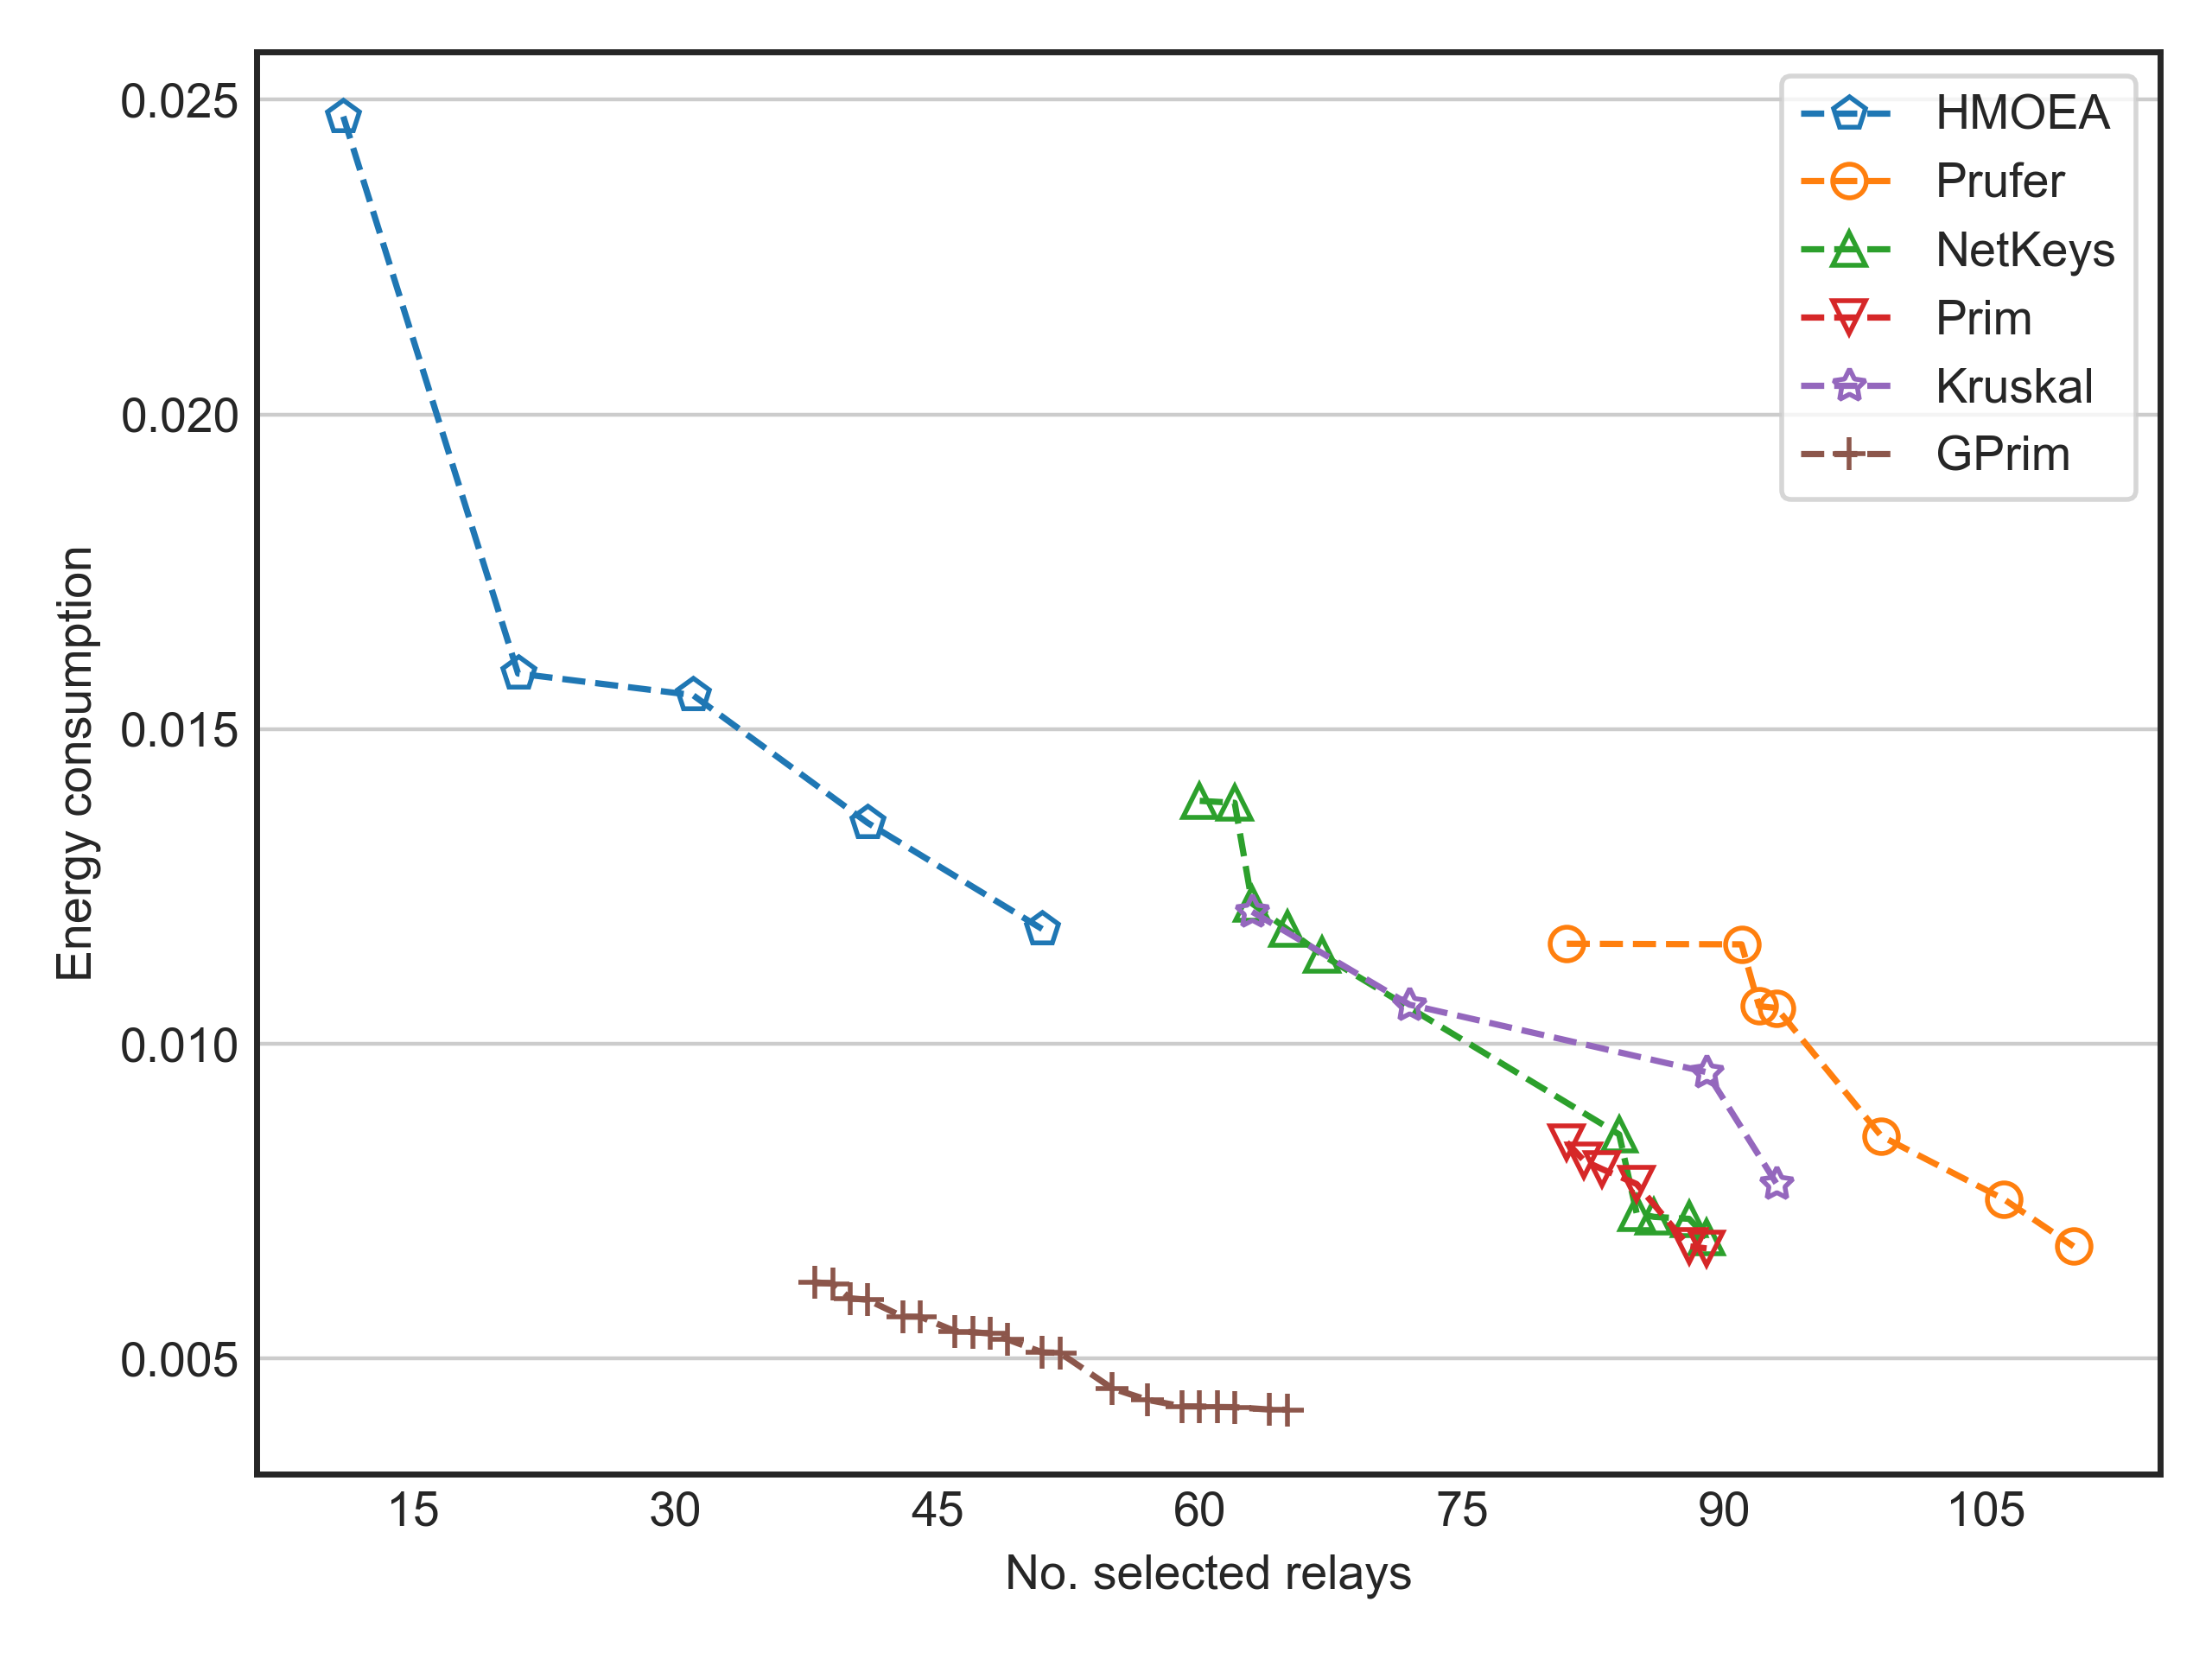 0.025
0.020
0.015
0.010
0.005
Energy consumption
15 30 45 60 75 90 105
No. selected relays
HMOEA
Prufer
NetKeys
Prim
Kruskal
GPrim